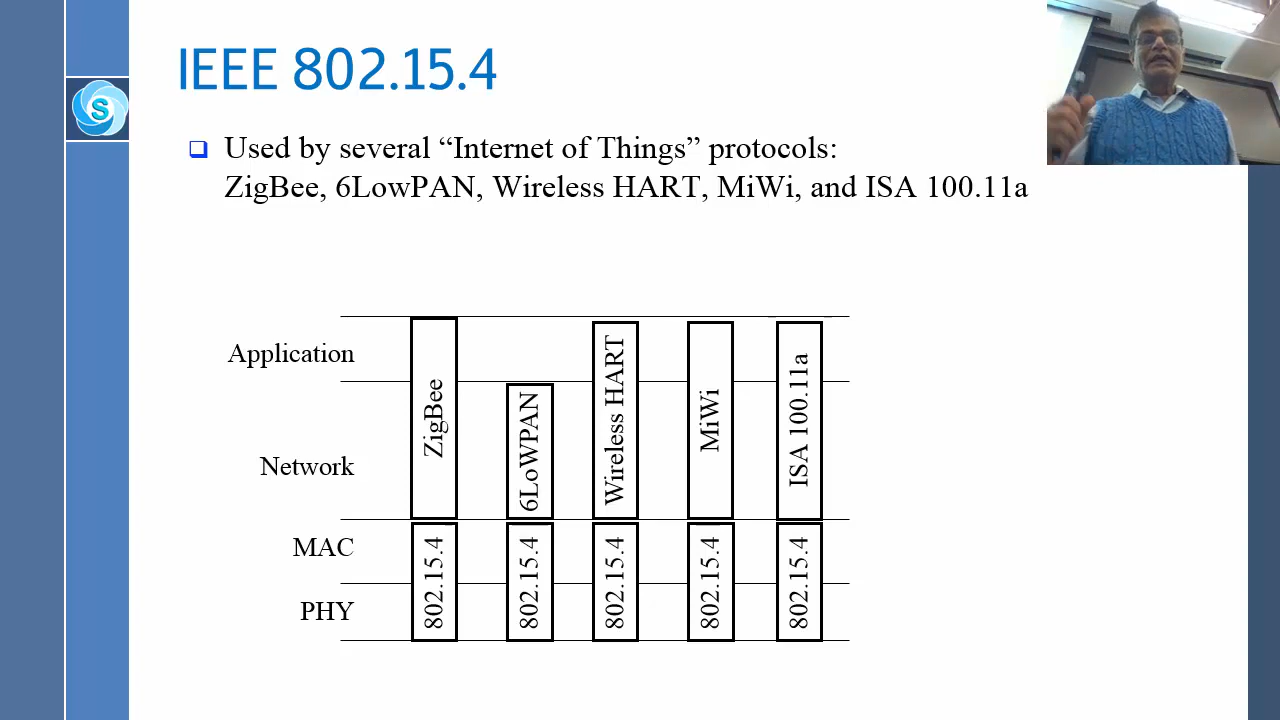 IEEE 802.15.4
S
Used by several “Internet of Things” protocols:
ZigBee, 6LowPAN, Wireless HART, MiWi, and ISA 100.11a
Application
Network
MAC
PHY
ZigBee
6LoWPAN
Wireless HART
MiWi
ISA 100.11a
802.15.4
802.15.4
802.15.4
802.15.4
802.15.4